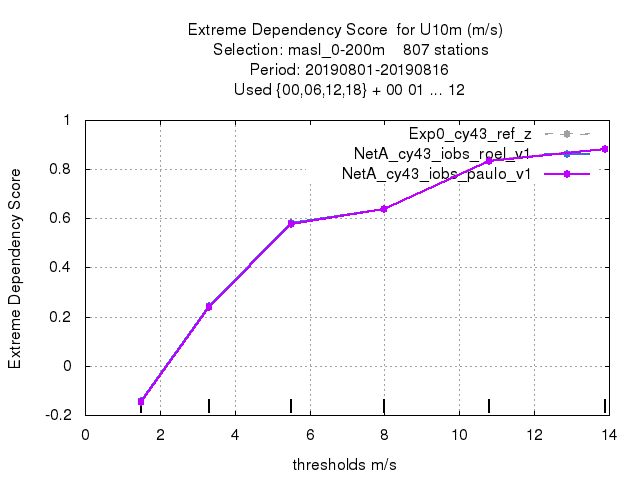 Extreme Dependency Score  for U10m (m/s)
Selection: masl_0-200m    807 stations
Period: 20190801-20190816
Used {00,06,12,18} + 00 01 ... 12
Exp0_cy43_ref_z
NetA_cy43_iobs_roel_v1
NetA_cy43_iobs_paulo_v1
Extreme Dependency Score
1
0.8
0.6
0.4
0.2
0
-0.2
0 2 4 6 8 10 12 14
thresholds m/s